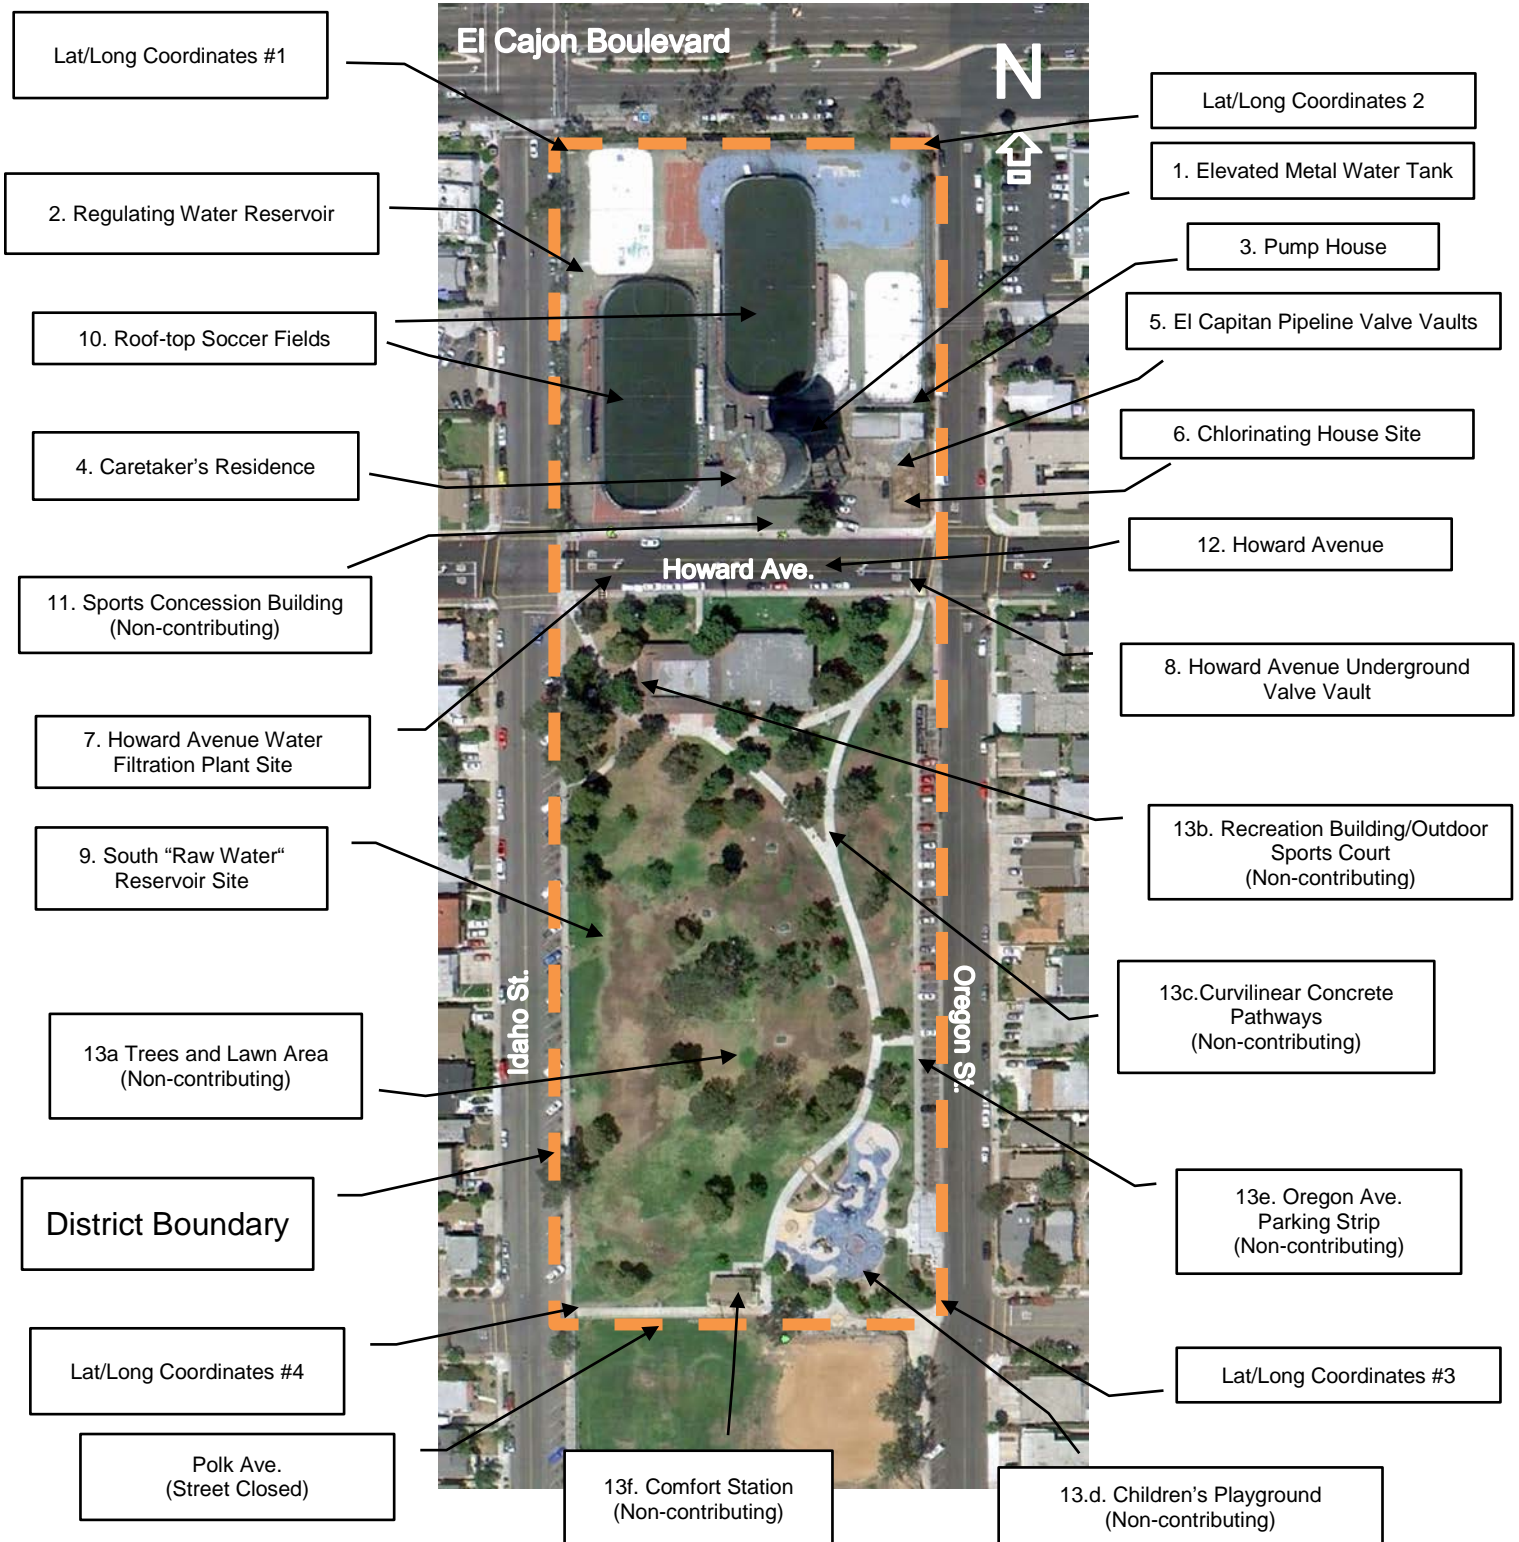 El Cajon Boulevard
N
Lat/Long Coordinates #1
Lat/Long Coordinates 2
1. Elevated Metal Water Tank
2. Regulating Water Reservoir
3. Pump House
5. El Capitan Pipeline Valve Vaults
10. Roof-top Soccer Fields
6. Chlorinating House Site
4. Caretaker’s Residence
12. Howard Avenue
Howard Ave.
11. Sports Concession Building
(Non-contributing)
8. Howard Avenue Underground
Valve Vault
7. Howard Avenue Water
Filtration Plant Site
13b. Recreation Building/Outdoor
Sports Court
(Non-contributing)
9. South “Raw Water“
Reservoir Site
Idaho St.
Oregon St.
13c.Curvilinear Concrete
Pathways
(Non-contributing)
13a Trees and Lawn Area
(Non-contributing)
13e. Oregon Ave.
Parking Strip
(Non-contributing)
District Boundary
Lat/Long Coordinates #4
Lat/Long Coordinates #3
Polk Ave.
(Street Closed)
13f. Comfort Station
(Non-contributing)
13.d. Children’s Playground
(Non-contributing)